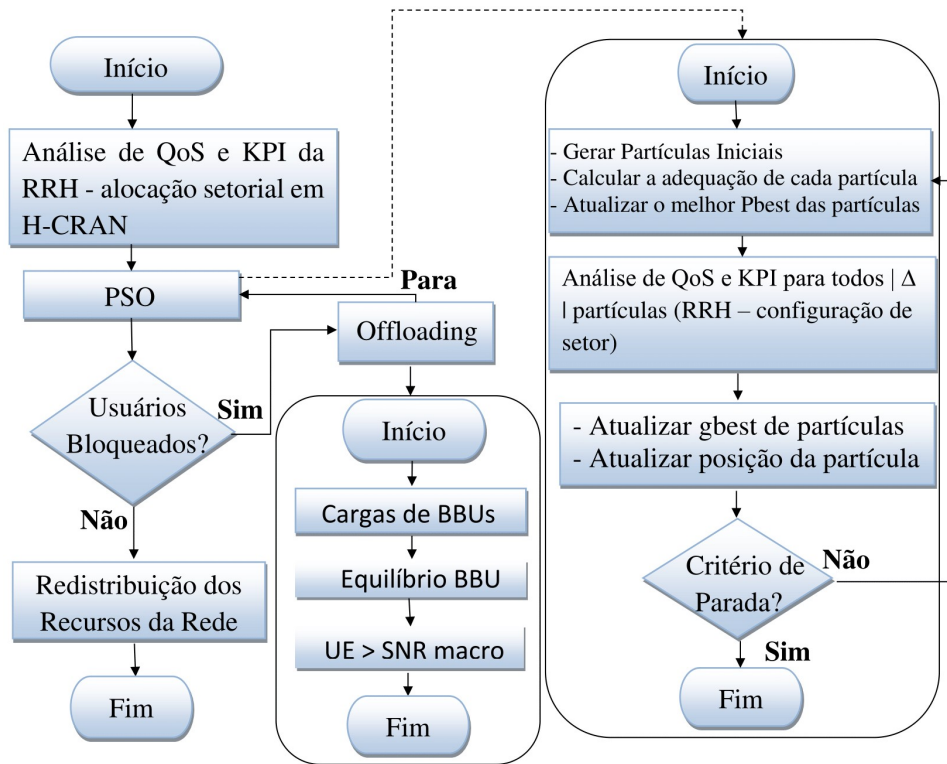 Início
Análise de QoS e KPI da
RRH - alocação setorial em
H-CRAN
PSO
Usuários
Bloqueados?
Sim
Não
Redistribuição dos
Recursos da Rede
Fim
Para
Offloading
Início
Cargas de BBUs
Equilíbrio BBU
UE > SNR macro
Fim
Início
- Gerar Partículas Iniciais
- Calcular a adequação de cada partícula
- Atualizar o melhor Pbest das partículas
Análise de QoS e KPI para todos | Δ
| partículas (RRH – configuração de
setor)
- Atualizar gbest de partículas
- Atualizar posição da partícula
Critério de
Parada?
Não
Sim
Fim